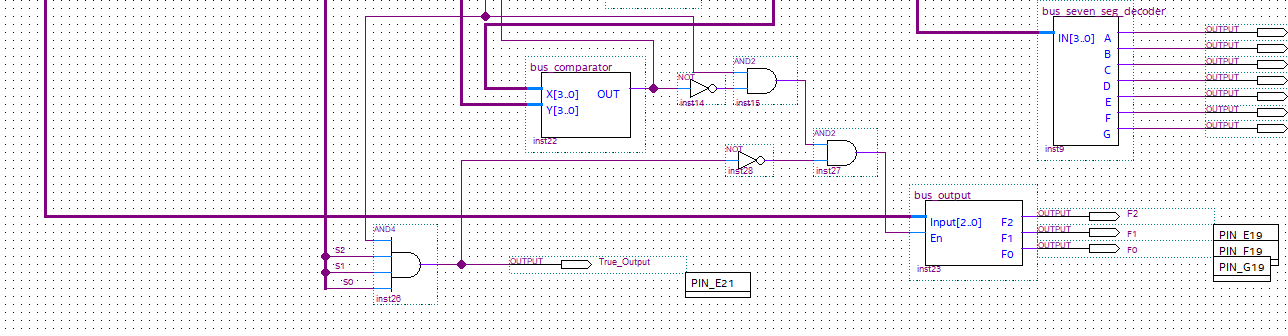 bus_seven_seg_decoder
IN[3..0]
A
B
C
D
E
F
G
inst9
OUTPUT
OUTPUT
OUTPUT
OUTPUT
OUTPUT
OUTPUT
OUTPUT
bus_comparator
X[3..0]
Y[3..0]
OUT
inst22
NOT
inst14
AND2
inst15
NOT
inst28
AND2
inst27
bus_output
Input[2..0]
En
F2
F1
F0
inst23
OUTPUT
F2
OUTPUT
F1
OUTPUT
F0
PIN_E19
PIN_F19
PIN_G19
AND4
S2
S1
S0
inst26
OUTPUT
True_Output
PIN_E21